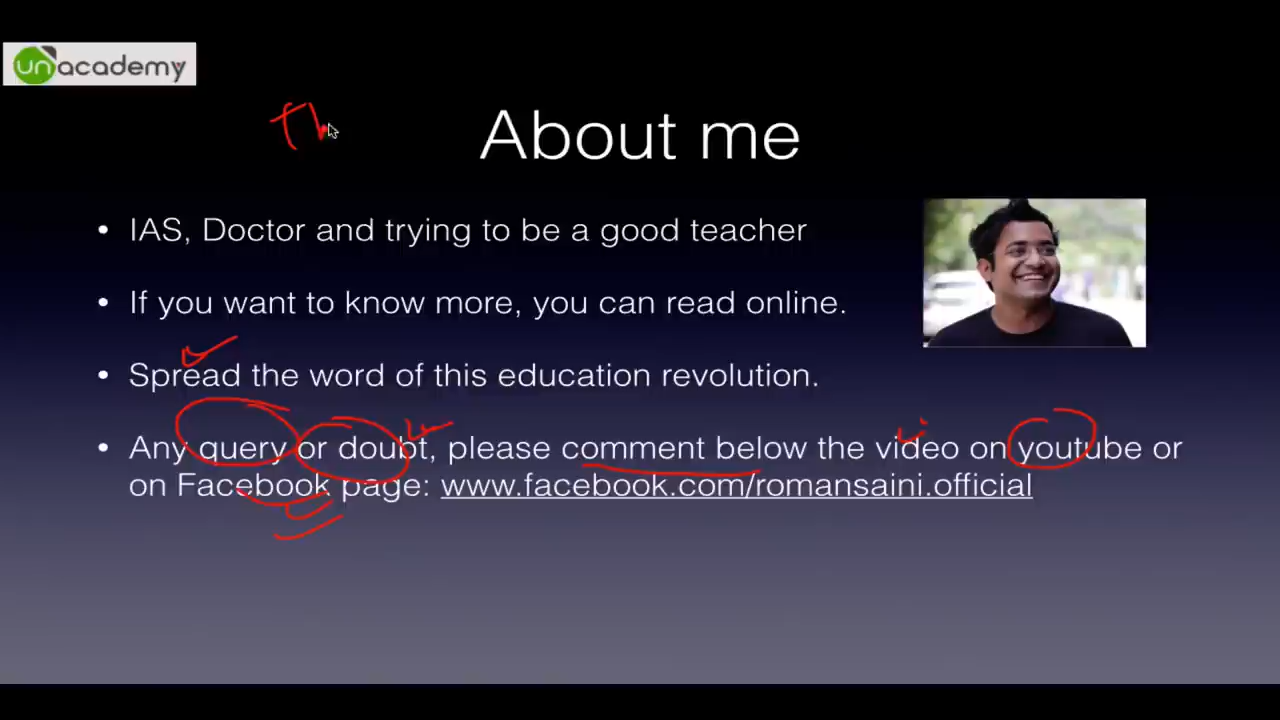 unacademy
Th
About me
• IAS, Doctor and trying to be a good teacher
• If you want to know more, you can read online.
• Spread the word of this education revolution.
• Any query or doubt, please comment below the video on youtube or
on Facebook page: www.facebook.com/romansaini.official